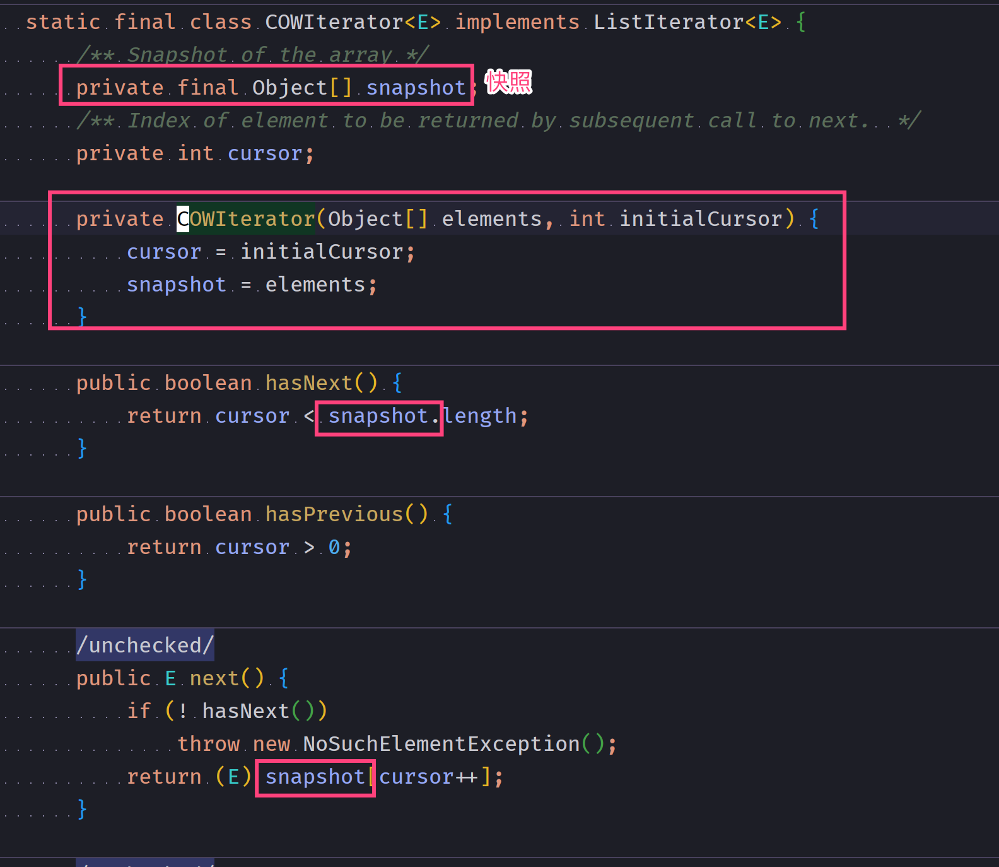 static final class COWIterator<E> implements ListIterator<E> {
/** Snapshot of the array */
private final Object[] snapshot; 快照
/** Index of element to be returned by subsequent call to next.  */
private int cursor;
private COWIterator(Object[] elements, int initialCursor) {
cursor = initialCursor;
snapshot = elements;
}
public boolean hasNext() {
return cursor < snapshot.length;
}
public boolean hasPrevious() {
return cursor > 0;
}
/unchecked/
public E next() {
if (! hasNext())
throw new NoSuchElementException();
return (E) snapshot[cursor++];
}